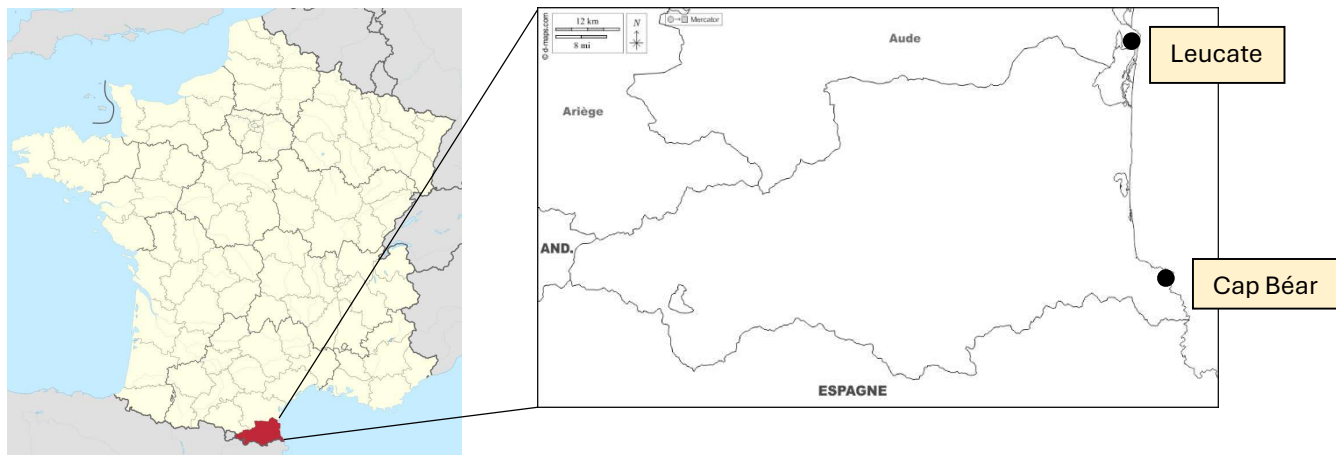 12 km
8 mi
N
Mercator
© d-maps.com
Aude
Ariège
AND.
ESPAGNE
Leucate
Cap Béar